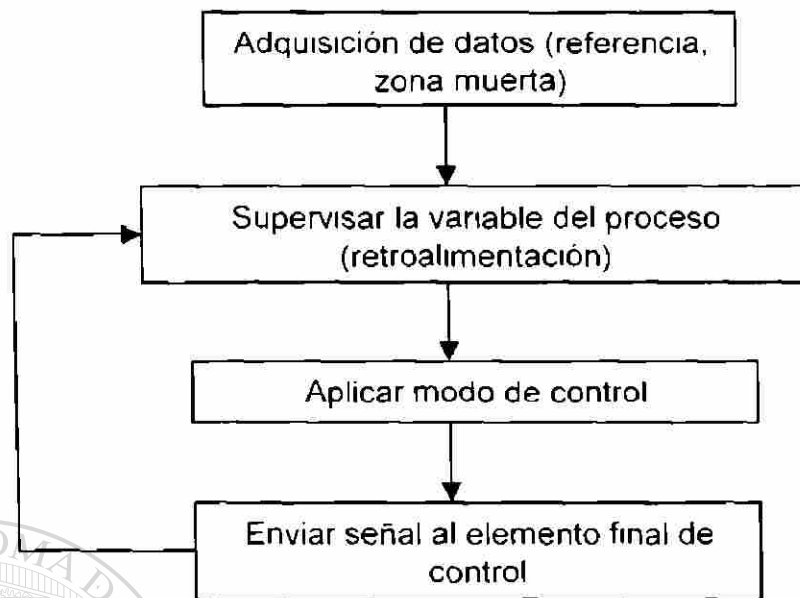 Adquisición de datos (referencia,
zona muerta)
Supervisar la variable del proceso
(retroalimentación)
Aplicar modo de control
Enviar señal al elemento final de
control